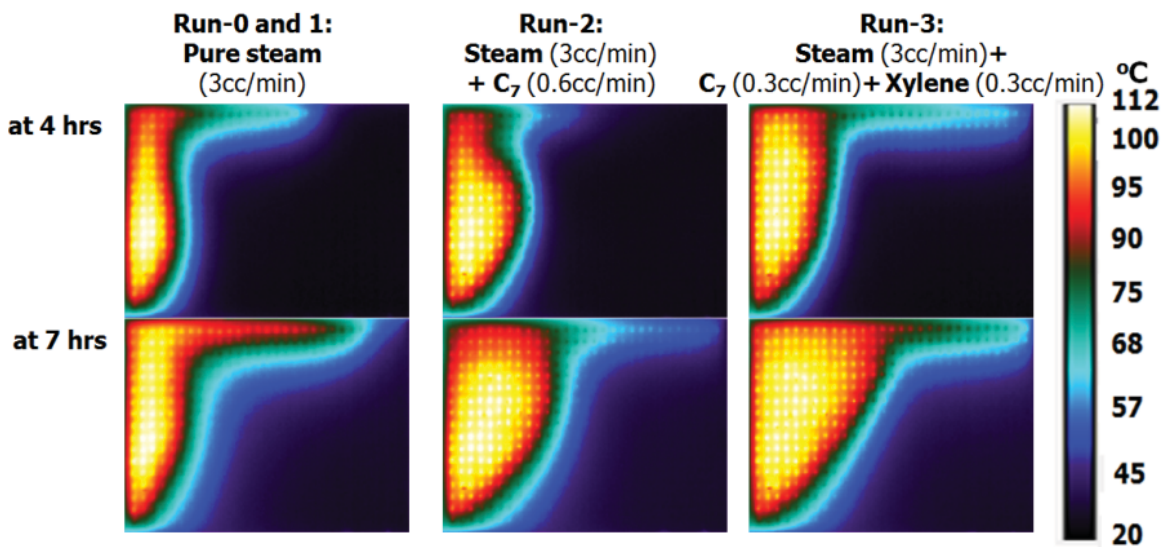 Run-0 and 1:
Pure steam
(3cc/min)
Run-2:
Steam (3cc/min)
+ C₇ (0.6cc/min)
Run-3:
Steam (3cc/min)+
C₇ (0.3cc/min)+ Xylene (0.3cc/min)
ºC
at 4 hrs
at 7 hrs
112
100
95
90
75
68
57
45
20